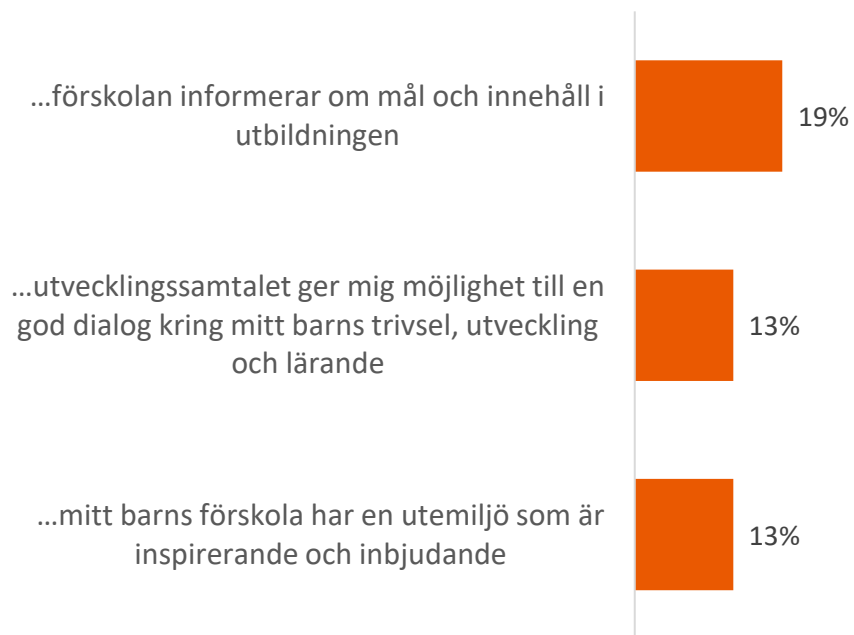 ...förskolan informerar om mål och innehåll i
utbildningen
19%
...utvecklingssamtalet ger mig möjlighet till en
god dialog kring mitt barns trivsel, utveckling
och lärande
13%
...mitt barns förskola har en utemiljö som är
inspirerande och inbjudande
13%